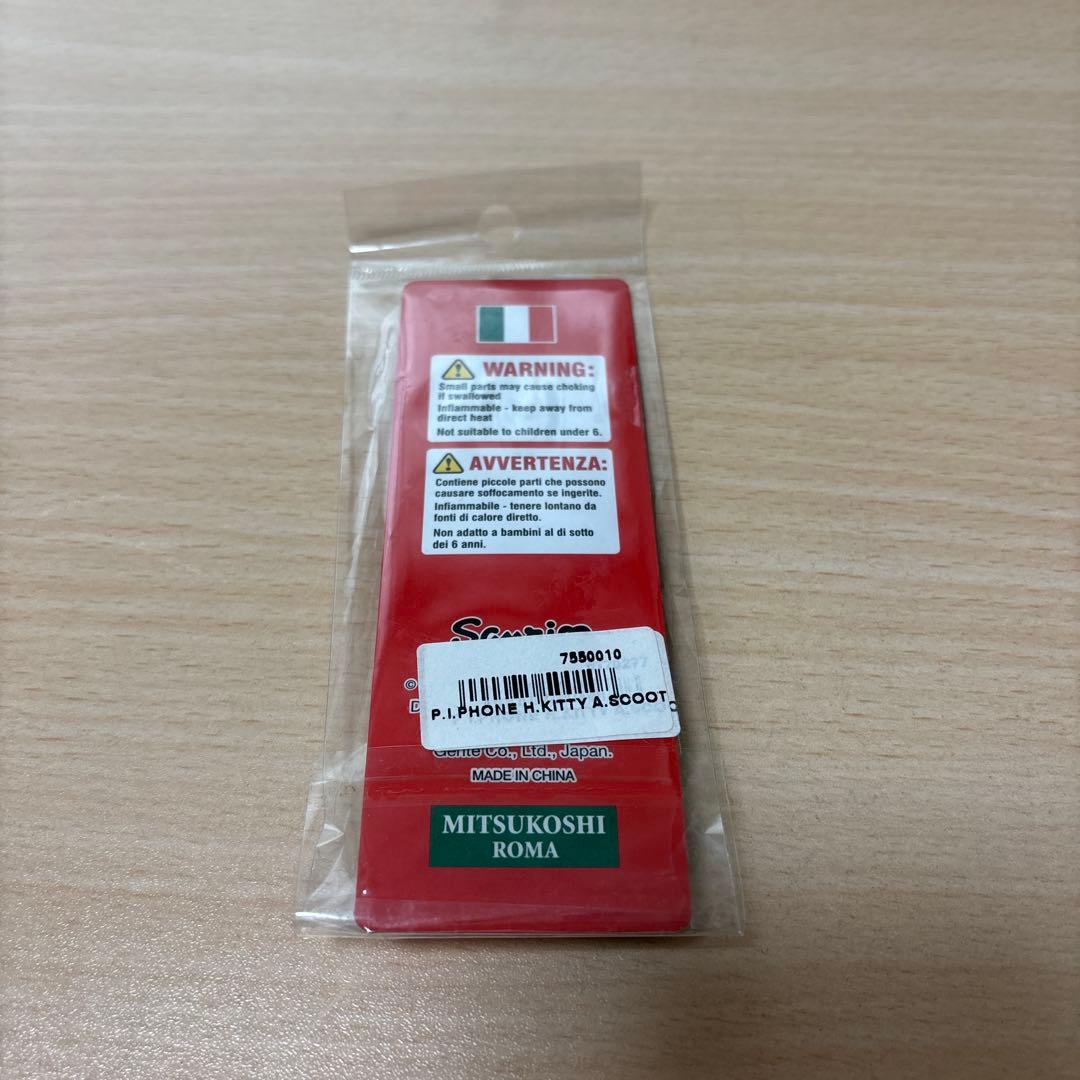 WARNING:
Small parts may cause choking
if swallowed
Inflammable - keep away from
direct heat
Not suitable to children under 6.
AVVERTENZA:
Contiene piccole parti che possono
causare soffocamento se ingerite.
Infiammabile - tenere lontano da
fonti di calore diretto.
Non adatto a bambini al di sotto
dei 6 anni.
Sanrio
7550010
©
P.I.PHONE H.KITTY A.SCOOT
Gente Co., Ltd., Japan.
MADE IN CHINA
MITSUKOSHI
ROMA